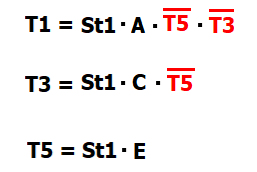 T1 = St1 · A · T̅5̅ · T̅3̅
T3 = St1 · C · T̅5̅
T5 = St1 · E